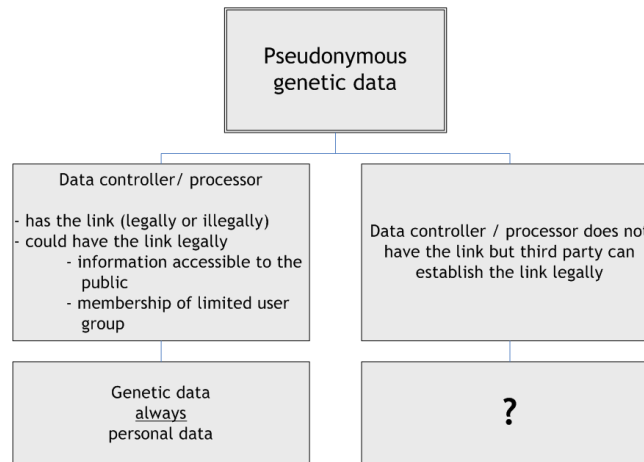 Pseudonymous
genetic data
Data controller/ processor
- has the link (legally or illegally)
- could have the link legally
- information accessible to the
public
- membership of limited user
group
Data controller / processor does not
have the link but third party can
establish the link legally
Genetic data
always
personal data
?